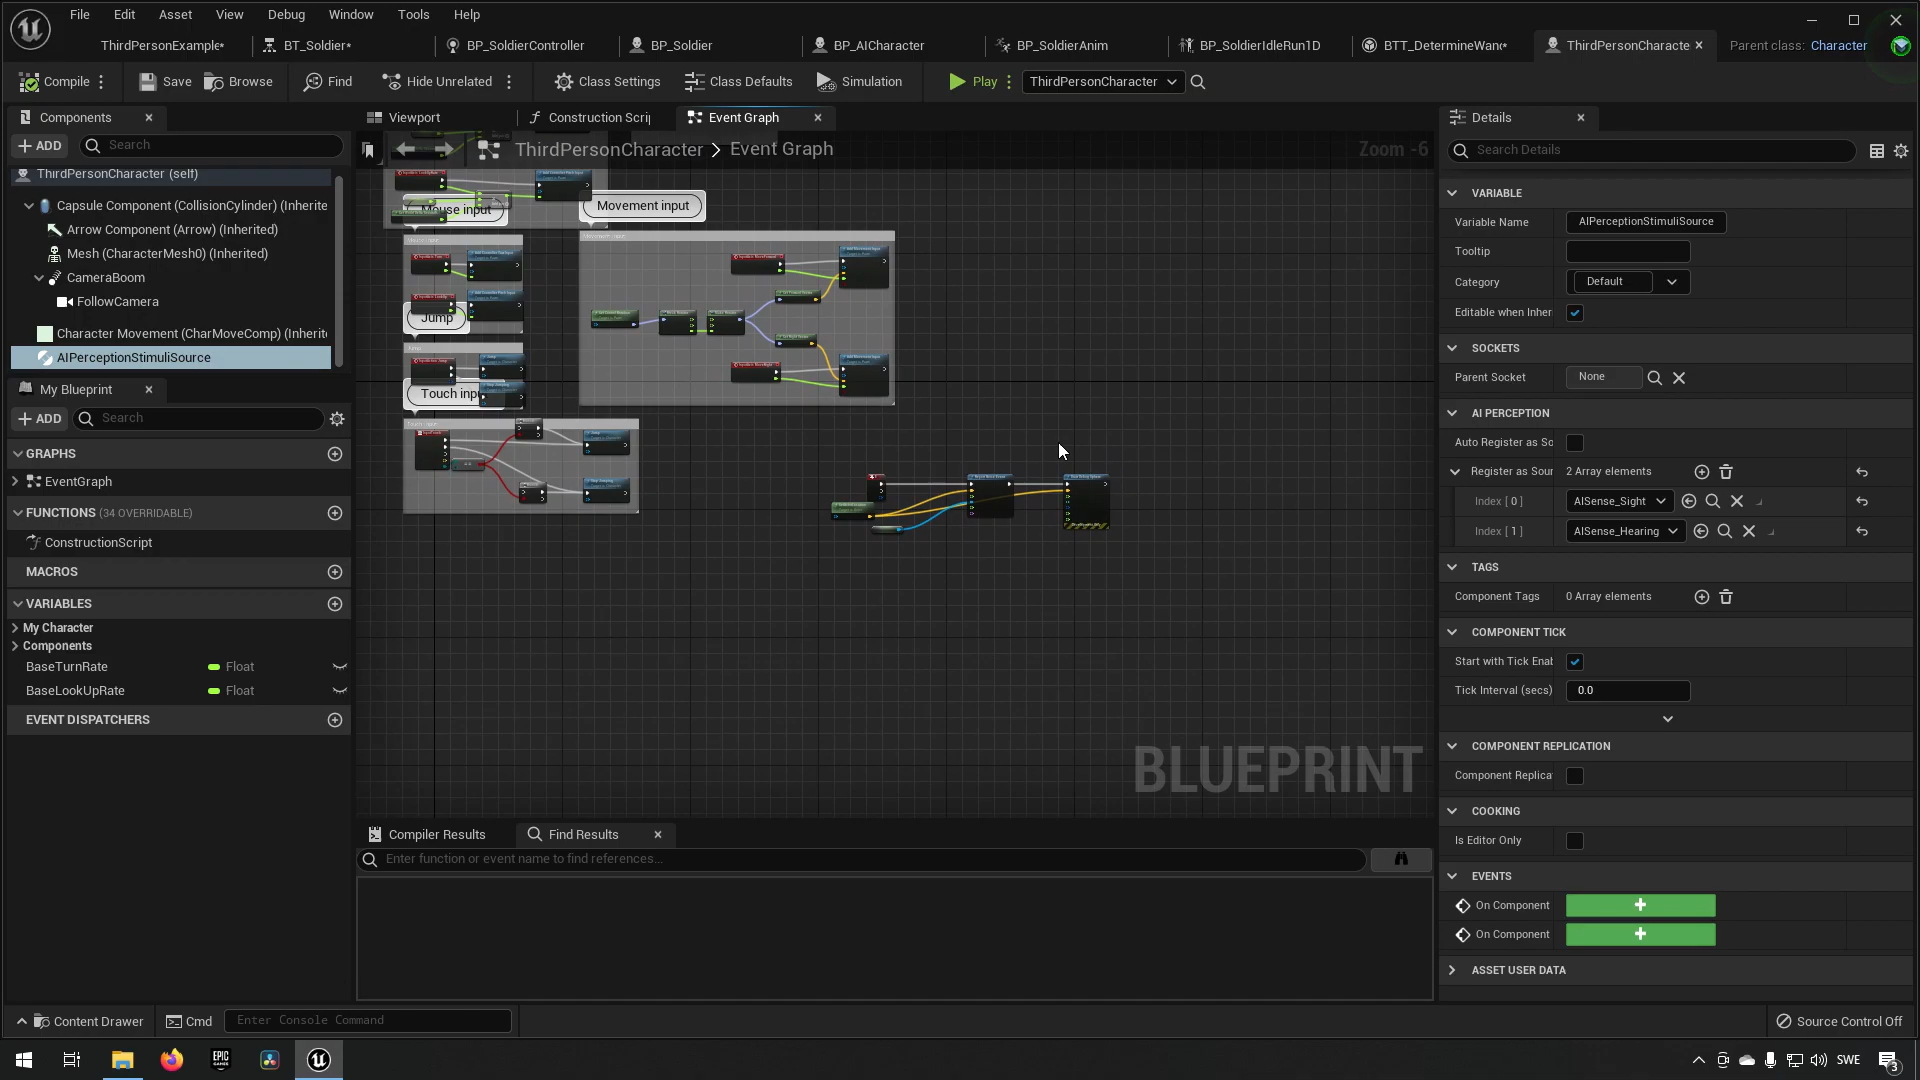 File Edit Asset View Debug Window Tools Help
ThirdPersonExample* BT_Soldier* BP_SoldierController BP_Soldier BP_AICharacter BP_SoldierAnim BP_SoldierIdleRun1D BTT_DetermineWan* ThirdPersonCharacte Parent class: Character
Compile Save Browse Find Hide Unrelated Class Settings Class Defaults Simulation Play ThirdPersonCharacter
Components
ADD Search
ThirdPersonCharacter (self)
Capsule Component (CollisionCylinder) (Inherite
Arrow Component (Arrow) (Inherited)
Mesh (CharacterMesh0) (Inherited)
CameraBoom
FollowCamera
Character Movement (CharMoveComp) (Inherite
AIPerceptionStimuliSource
My Blueprint
ADD Search
GRAPHS
EventGraph
FUNCTIONS (34 OVERRIDABLE)
ConstructionScript
MACROS
VARIABLES
My Character
Components
BaseTurnRate Float
BaseLookUpRate Float
EVENT DISPATCHERS
Viewport Construction Scrip Event Graph
ThirdPersonCharacter > Event Graph Zoom -6
Mouse input
Movement input
Jump
Touch inpu
BLUEPRINT
Compiler Results Find Results
Enter function or event name to find references...
Details
Search Details
VARIABLE
Variable Name AIPerceptionStimuliSource
Tooltip
Category Default
Editable when Inher
SOCKETS
Parent Socket None
AI PERCEPTION
Auto Register as So
Register as Sour 2 Array elements
Index [ 0 ] AISense_Sight
Index [ 1 ] AISense_Hearing
TAGS
Component Tags 0 Array elements
COMPONENT TICK
Start with Tick Enab
Tick Interval (secs) 0.0
COMPONENT REPLICATION
Component Replica
COOKING
Is Editor Only
EVENTS
On Component
On Component
ASSET USER DATA
Content Drawer Cmd Enter Console Command Source Control Off
EPIC GAMES SWE 3